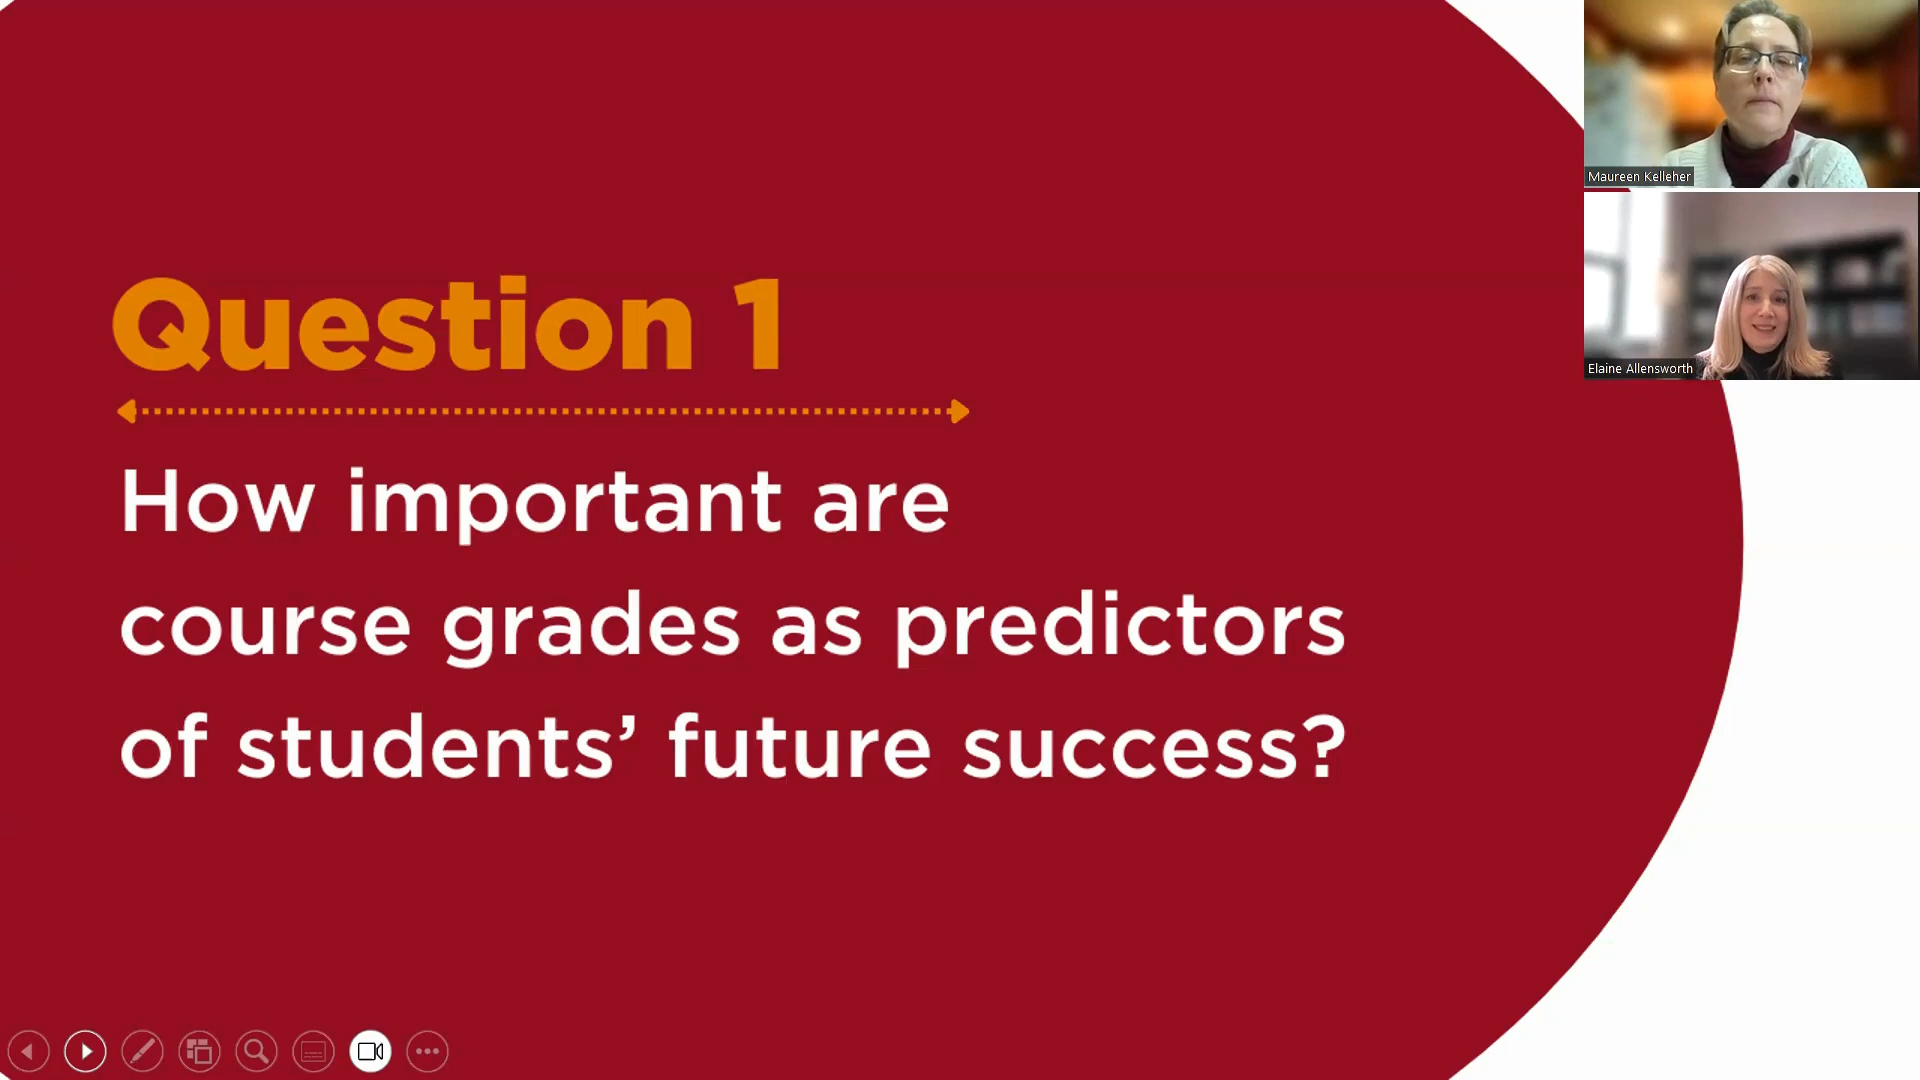 Question 1
How important are
course grades as predictors
of students’ future success?
Maureen Kelleher
Elaine Allensworth